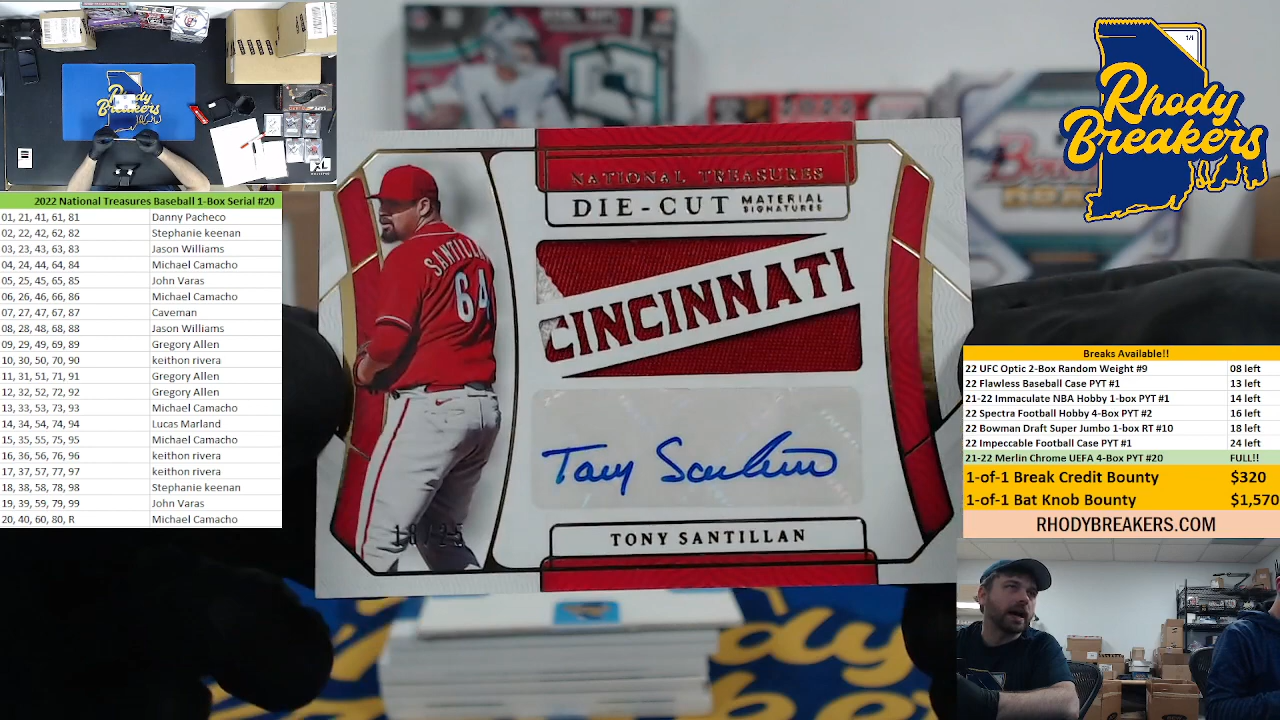 2022 National Treasures Baseball 1-Box Serial #20
01, 21, 41, 61, 81 Danny Pacheco
02, 22, 42, 62, 82 Stephanie keenan
03, 23, 43, 63, 83 Jason Williams
04, 24, 44, 64, 84 Michael Camacho
05, 25, 45, 65, 85 John Varas
06, 26, 46, 66, 86 Michael Camacho
07, 27, 47, 67, 87 Caveman
08, 28, 48, 68, 88 Jason Williams
09, 29, 49, 69, 89 Gregory Allen
10, 30, 50, 70, 90 keithon rivera
11, 31, 51, 71, 91 Gregory Allen
12, 32, 52, 72, 92 Gregory Allen
13, 33, 53, 73, 93 Michael Camacho
14, 34, 54, 74, 94 Lucas Marland
15, 35, 55, 75, 95 Michael Camacho
16, 36, 56, 76, 96 keithon rivera
17, 37, 57, 77, 97 keithon rivera
18, 38, 58, 78, 98 Stephanie keenan
19, 39, 59, 79, 99 John Varas
20, 40, 60, 80, R Michael Camacho
NATIONAL TREASURES
DIE-CUT MATERIAL SIGNATURES
SANTILLAN
64
CINCINNATI
Tony Santillan
TONY SANTILLAN
1/1
Rhody
Breakers
Breaks Available!!
22 UFC Optic 2-Box Random Weight #9 08 left
22 Flawless Baseball Case PYT #1 13 left
21-22 Immaculate NBA Hobby 1-box PYT #1 14 left
22 Spectra Football Hobby 4-Box PYT #2 16 left
22 Bowman Draft Super Jumbo 1-box RT #10 18 left
22 Impeccable Football Case PYT #1 24 left
21-22 Merlin Chrome UEFA 4-Box PYT #20 FULL!!
1-of-1 Break Credit Bounty $320
1-of-1 Bat Knob Bounty $1,570
RHODYBREAKERS.COM